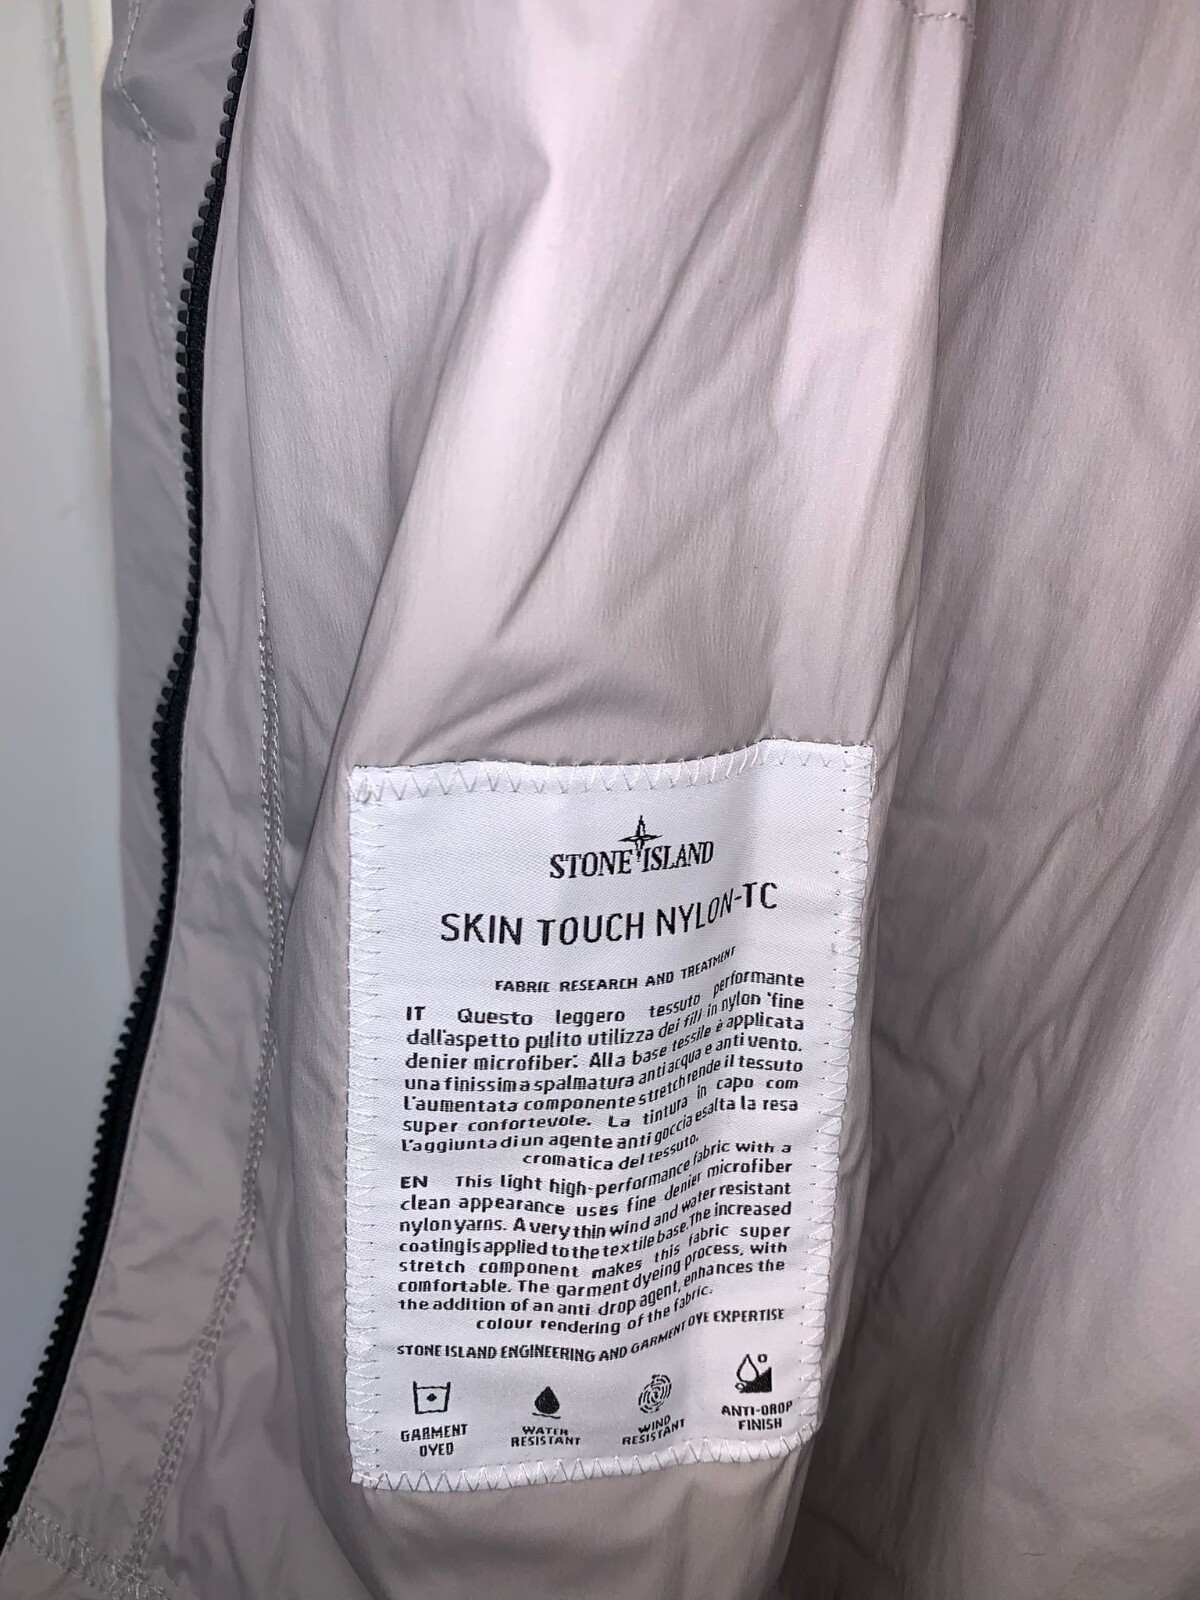 STONE ISLAND
SKIN TOUCH NYLON-TC
FABRIC RESEARCH AND TREATMENT
IT Questo leggero tessuto performante
dall'aspetto pulito utilizza dei fili in nylon 'fine
denier microfiber'. Alla base tessile è applicata
una finissima spalmatura anti acqua e anti vento.
L'aumentata componente stretch rende il tessuto
super confortevole. La tintura in capo com
L'aggiunta di un agente anti goccia esalta la resa
cromatica del tessuto.
EN This light high-performance fabric with a
clean appearance uses fine denier microfiber
nylon yarns. A very thin wind and water resistant
coating is applied to the textile base. The increased
stretch component makes this fabric super
comfortable. The garment dyeing process, with
the addition of an anti drop agent, enhances the
colour rendering of the fabric.
STONE ISLAND ENGINEERING AND GARMENT DYE EXPERTISE
GARMENT DYED
WATER RESISTANT
WIND RESISTANT
ANTI-DROP FINISH